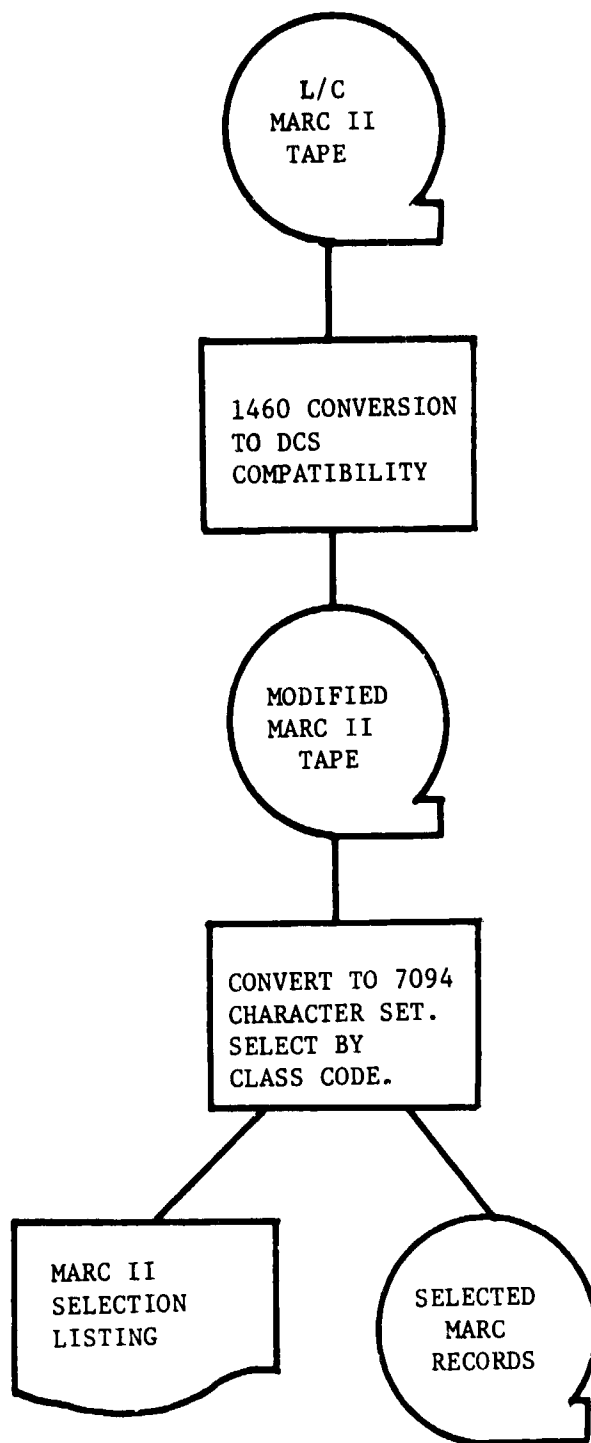 L/C
MARC II
TAPE
1460 CONVERSION
TO DCS
COMPATIBILITY
MODIFIED
MARC II
TAPE
CONVERT TO 7094
CHARACTER SET.
SELECT BY
CLASS CODE.
MARC II
SELECTION
LISTING
SELECTED
MARC
RECORDS